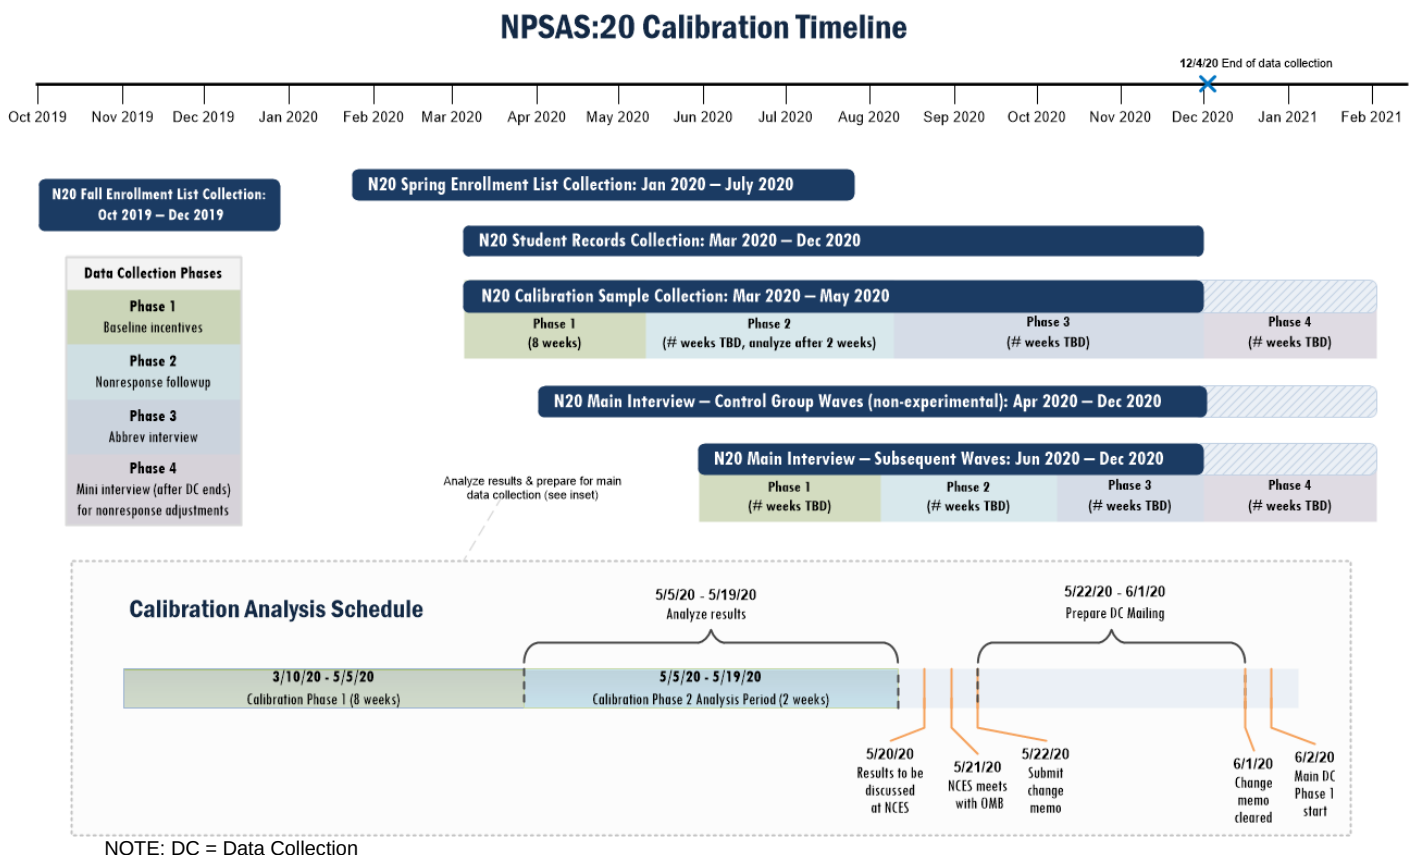 NPSAS:20 Calibration Timeline
12/4/20 End of data collection
Oct 2019 Nov 2019 Dec 2019 Jan 2020 Feb 2020 Mar 2020 Apr 2020 May 2020 Jun 2020 Jul 2020 Aug 2020 Sep 2020 Oct 2020 Nov 2020 Dec 2020 Jan 2021 Feb 2021
N20 Fall Enrollment List Collection:
Oct 2019 – Dec 2019
N20 Spring Enrollment List Collection: Jan 2020 – July 2020
N20 Student Records Collection: Mar 2020 – Dec 2020
N20 Calibration Sample Collection: Mar 2020 – May 2020
Phase 1
(8 weeks)
Phase 2
(# weeks TBD, analyze after 2 weeks)
Phase 3
(# weeks TBD)
Phase 4
(# weeks TBD)
Data Collection Phases
Phase 1
Baseline incentives
Phase 2
Nonresponse followup
Phase 3
Abbrev interview
Phase 4
Mini interview (after DC ends)
for nonresponse adjustments
N20 Main Interview – Control Group Waves (non-experimental): Apr 2020 – Dec 2020
N20 Main Interview – Subsequent Waves: Jun 2020 – Dec 2020
Phase 1
(# weeks TBD)
Phase 2
(# weeks TBD)
Phase 3
(# weeks TBD)
Phase 4
(# weeks TBD)
Analyze results & prepare for main
data collection (see inset)
Calibration Analysis Schedule
5/5/20 - 5/19/20
Analyze results
5/22/20 - 6/1/20
Prepare DC Mailing
3/10/20 - 5/5/20
Calibration Phase 1 (8 weeks)
5/5/20 - 5/19/20
Calibration Phase 2 Analysis Period (2 weeks)
5/20/20
Results to be
discussed
at NCES
5/21/20
NCES meets
with OMB
5/22/20
Submit
change
memo
6/1/20
Change
memo
cleared
6/2/20
Main DC
Phase 1
start
NOTE: DC = Data Collection